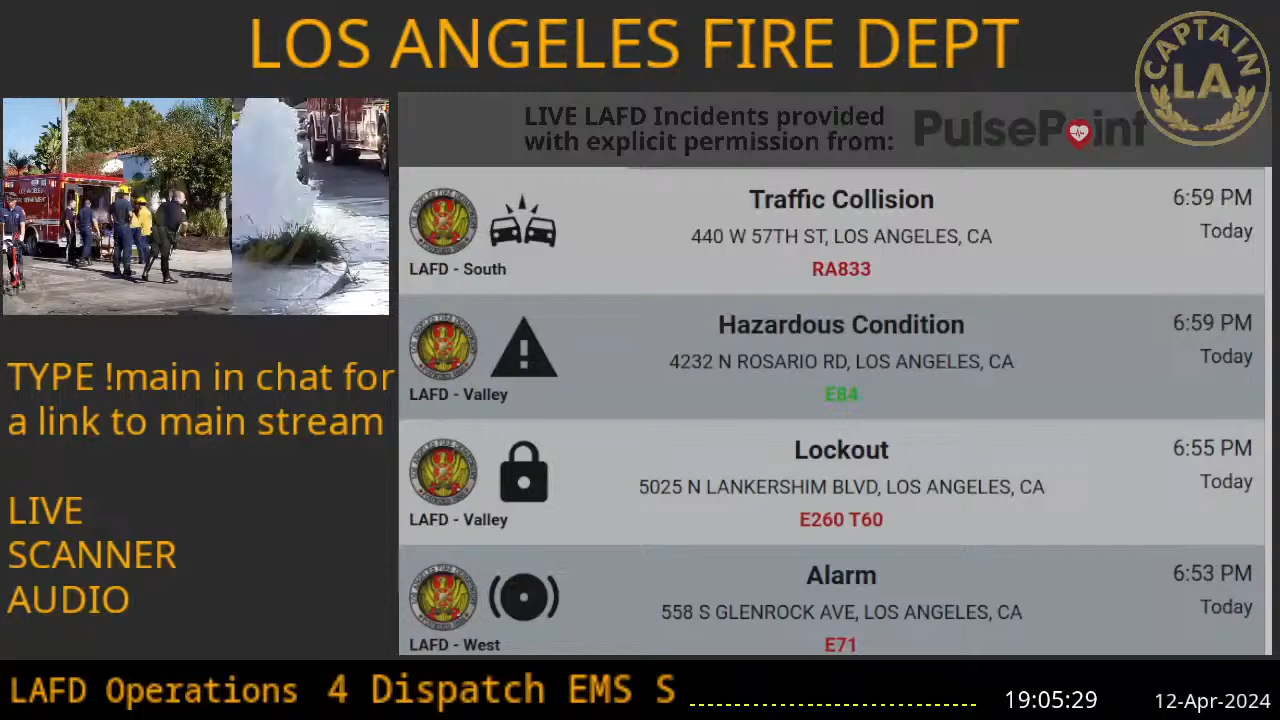 LOS ANGELES FIRE DEPT
CAPTAIN
LA
LIVE LAFD Incidents provided
with explicit permission from:
PulsePoint
Traffic Collision
6:59 PM
440 W 57TH ST, LOS ANGELES, CA
Today
LAFD - South
RA833
Hazardous Condition
6:59 PM
4232 N ROSARIO RD, LOS ANGELES, CA
Today
LAFD - Valley
E84
Lockout
6:55 PM
5025 N LANKERSHIM BLVD, LOS ANGELES, CA
Today
LAFD - Valley
E260 T60
Alarm
6:53 PM
558 S GLENROCK AVE, LOS ANGELES, CA
Today
LAFD - West
E71
TYPE !main in chat for
a link to main stream
LIVE
SCANNER
AUDIO
LAFD Operations 4 Dispatch EMS S
19:05:29
12-Apr-2024